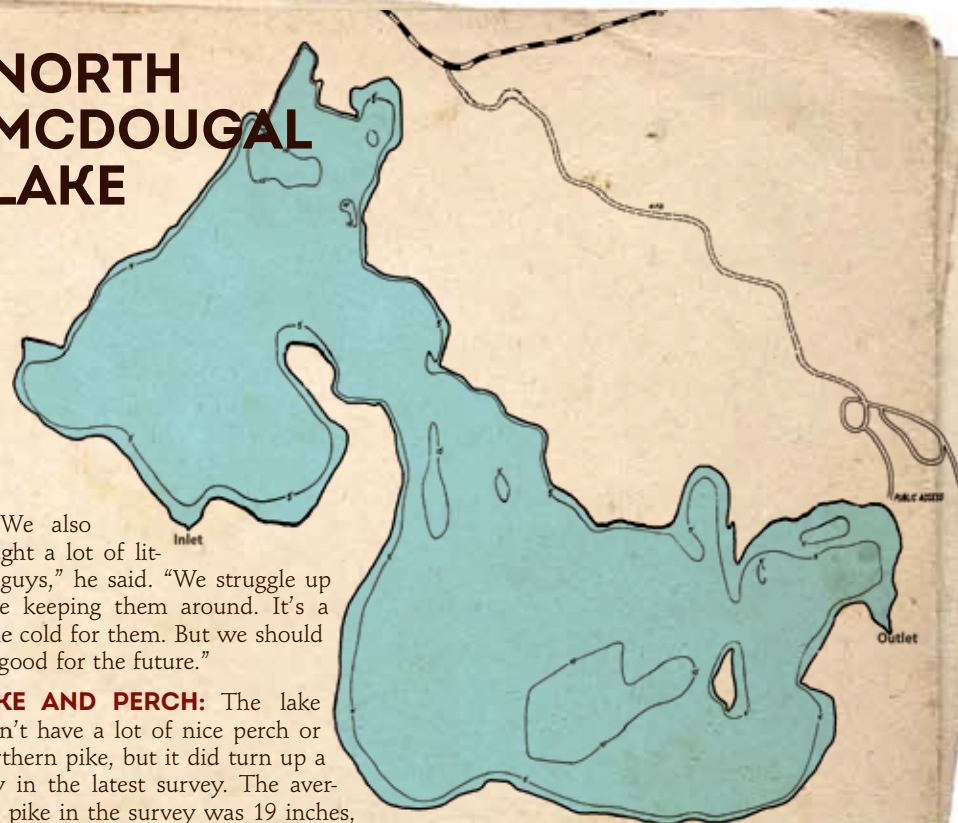 NORTH
MCDOUGAL
LAKE
We also
ght a lot of lit-
guys,” he said. “We struggle up
e keeping them around. It’s a
e cold for them. But we should
good for the future.”
KE AND PERCH: The lake
n’t have a lot of nice perch or
rthern pike, but it did turn up a
in the latest survey. The aver-
pike in the survey was 19 inches,
Inlet
PUBLIC ACCESS
Outlet